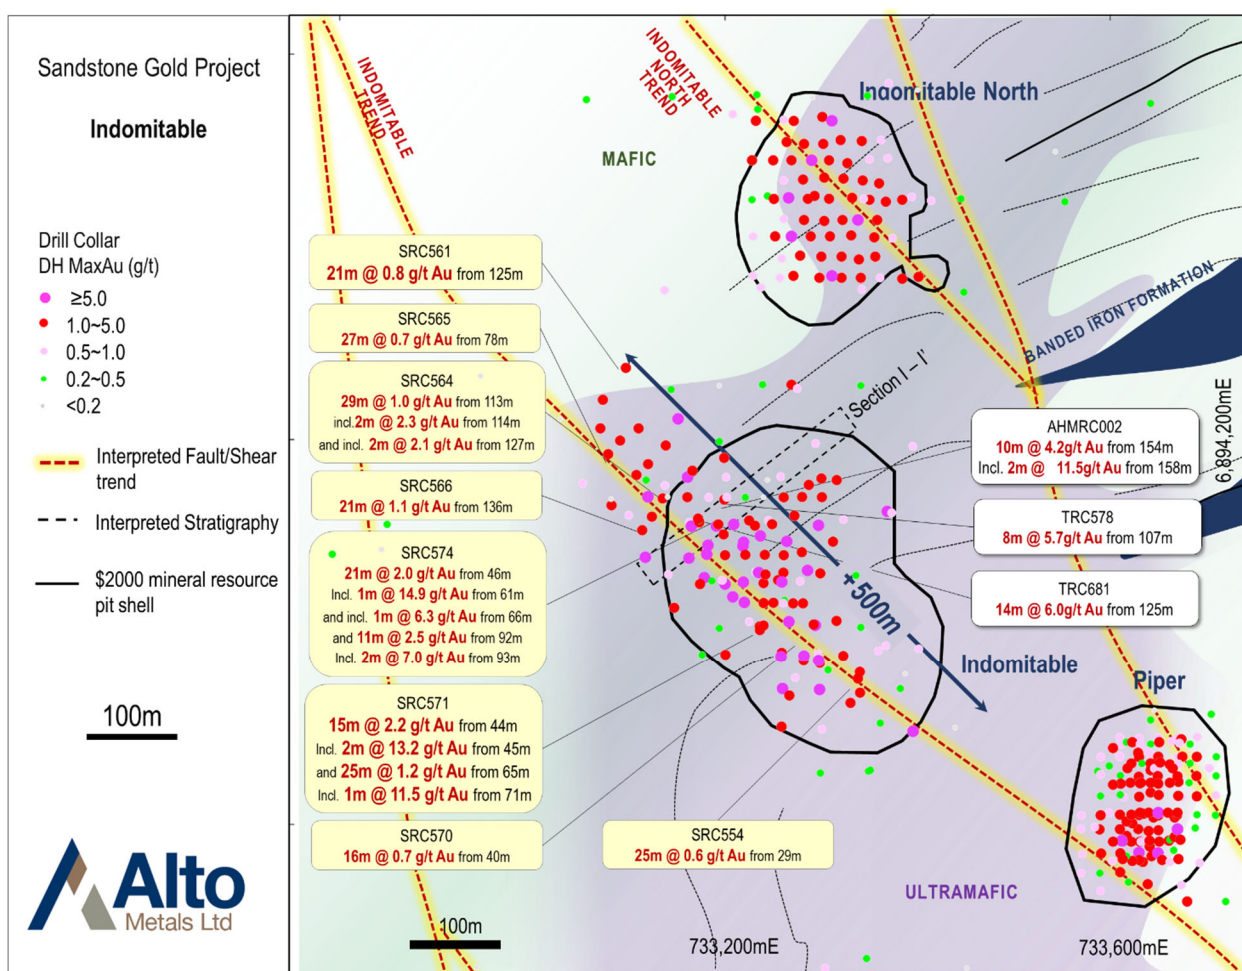 Sandstone Gold Project
Indomitable
Drill Collar
DH MaxAu (g/t)
≥5.0
1.0~5.0
0.5~1.0
0.2~0.5
<0.2
Interpreted Fault/Shear
trend
Interpreted Stratigraphy
$2000 mineral resource
pit shell
100m
Alto
Metals Ltd
INDOMITABLE
TREND
INDOMITABLE
NORTH
TREND
MAFIC
Indomitable North
BANDED IRON FORMATION
SRC561
21m @ 0.8 g/t Au from 125m
SRC565
27m @ 0.7 g/t Au from 78m
SRC564
29m @ 1.0 g/t Au from 113m
incl.2m @ 2.3 g/t Au from 114m
and incl. 2m @ 2.1 g/t Au from 127m
SRC566
21m @ 1.1 g/t Au from 136m
SRC574
21m @ 2.0 g/t Au from 46m
Incl. 1m @ 14.9 g/t Au from 61m
and incl. 1m @ 6.3 g/t Au from 66m
and 11m @ 2.5 g/t Au from 92m
Incl. 2m @ 7.0 g/t Au from 93m
SRC571
15m @ 2.2 g/t Au from 44m
Incl. 2m @ 13.2 g/t Au from 45m
and 25m @ 1.2 g/t Au from 65m
Incl. 1m @ 11.5 g/t Au from 71m
SRC570
16m @ 0.7 g/t Au from 40m
SRC554
25m @ 0.6 g/t Au from 29m
Section I – I'
+500m
AHMRC002
10m @ 4.2g/t Au from 154m
Incl. 2m @ 11.5g/t Au from 158m
TRC578
8m @ 5.7g/t Au from 107m
TRC681
14m @ 6.0g/t Au from 125m
6,894,200mE
Indomitable
Piper
ULTRAMAFIC
100m
733,200mE
733,600mE